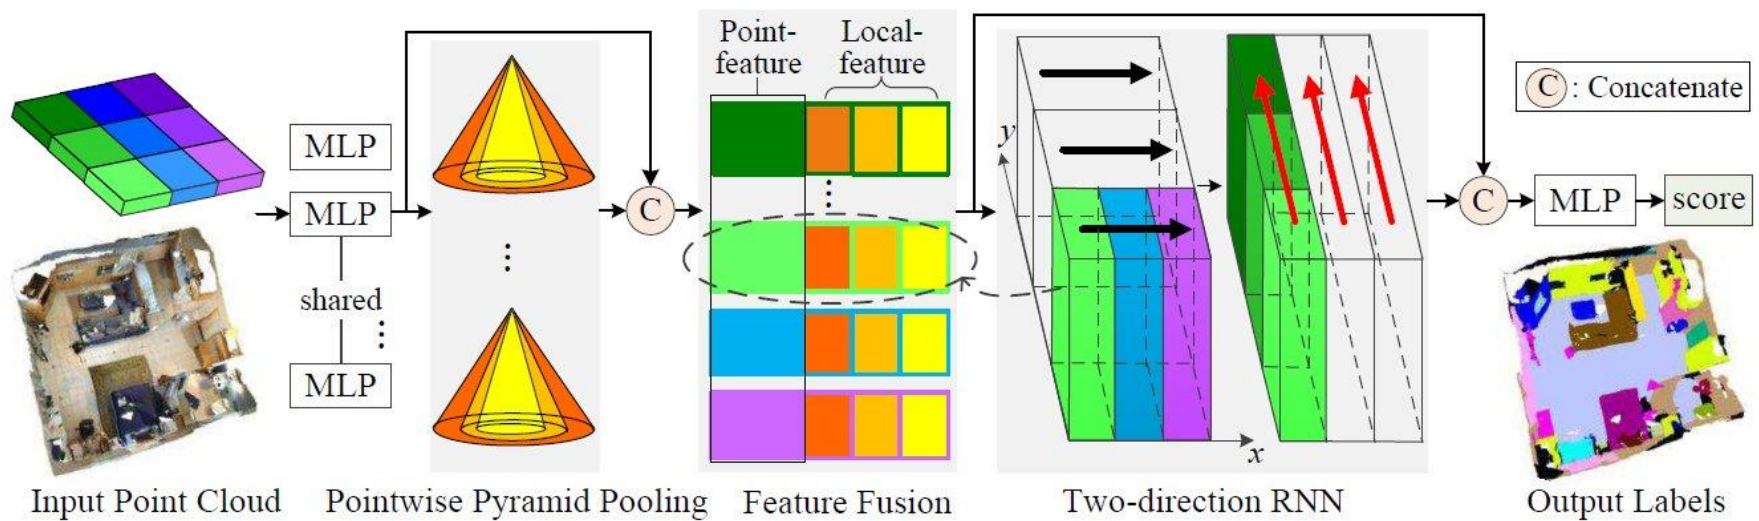 Point-
feature
Local-
feature
C : Concatenate
MLP
MLP
shared
MLP
C
y
x
C
MLP
score
Input Point Cloud
Pointwise Pyramid Pooling
Feature Fusion
Two-direction RNN
Output Labels